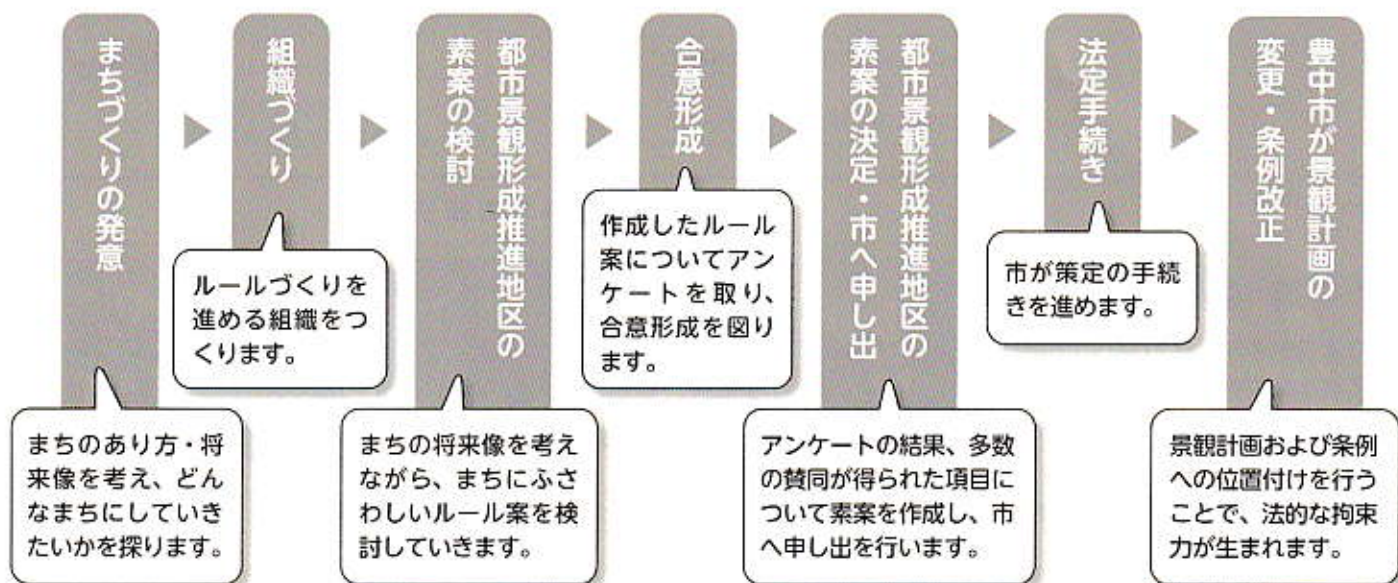 まちづくりの発意
まちのあり方・将
来像を考え、どん
なまちにしていき
たいかを探ります。
組織づくり
ルールづくりを
進める組織をつ
くります。
都市景観形成推進地区の
素案の検討
まちの将来像を考え
ながら、まちにふさ
わしいルール案を検
討していきます。
合意形成
作成したルール
案についてアン
ケートを取り、
合意形成を図り
ます。
都市景観形成推進地区の
素案の決定・市へ申し出
アンケートの結果、多数
の賛同が得られた項目に
ついて素案を作成し、市
へ申し出を行います。
法定手続き
市が策定の手続
きを進めます。
豊中市が景観計画の
変更・条例改正
景観計画および条例
への位置付けを行う
ことで、法的な拘束
力が生まれます。